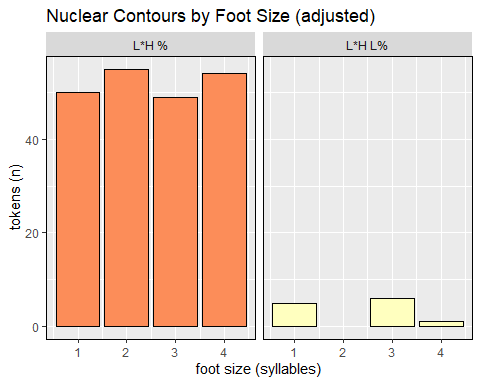 Nuclear Contours by Foot Size (adjusted)
L*H %
L*H L%
tokens (n)
40
20
0
1 2 3 4
1 2 3 4
foot size (syllables)